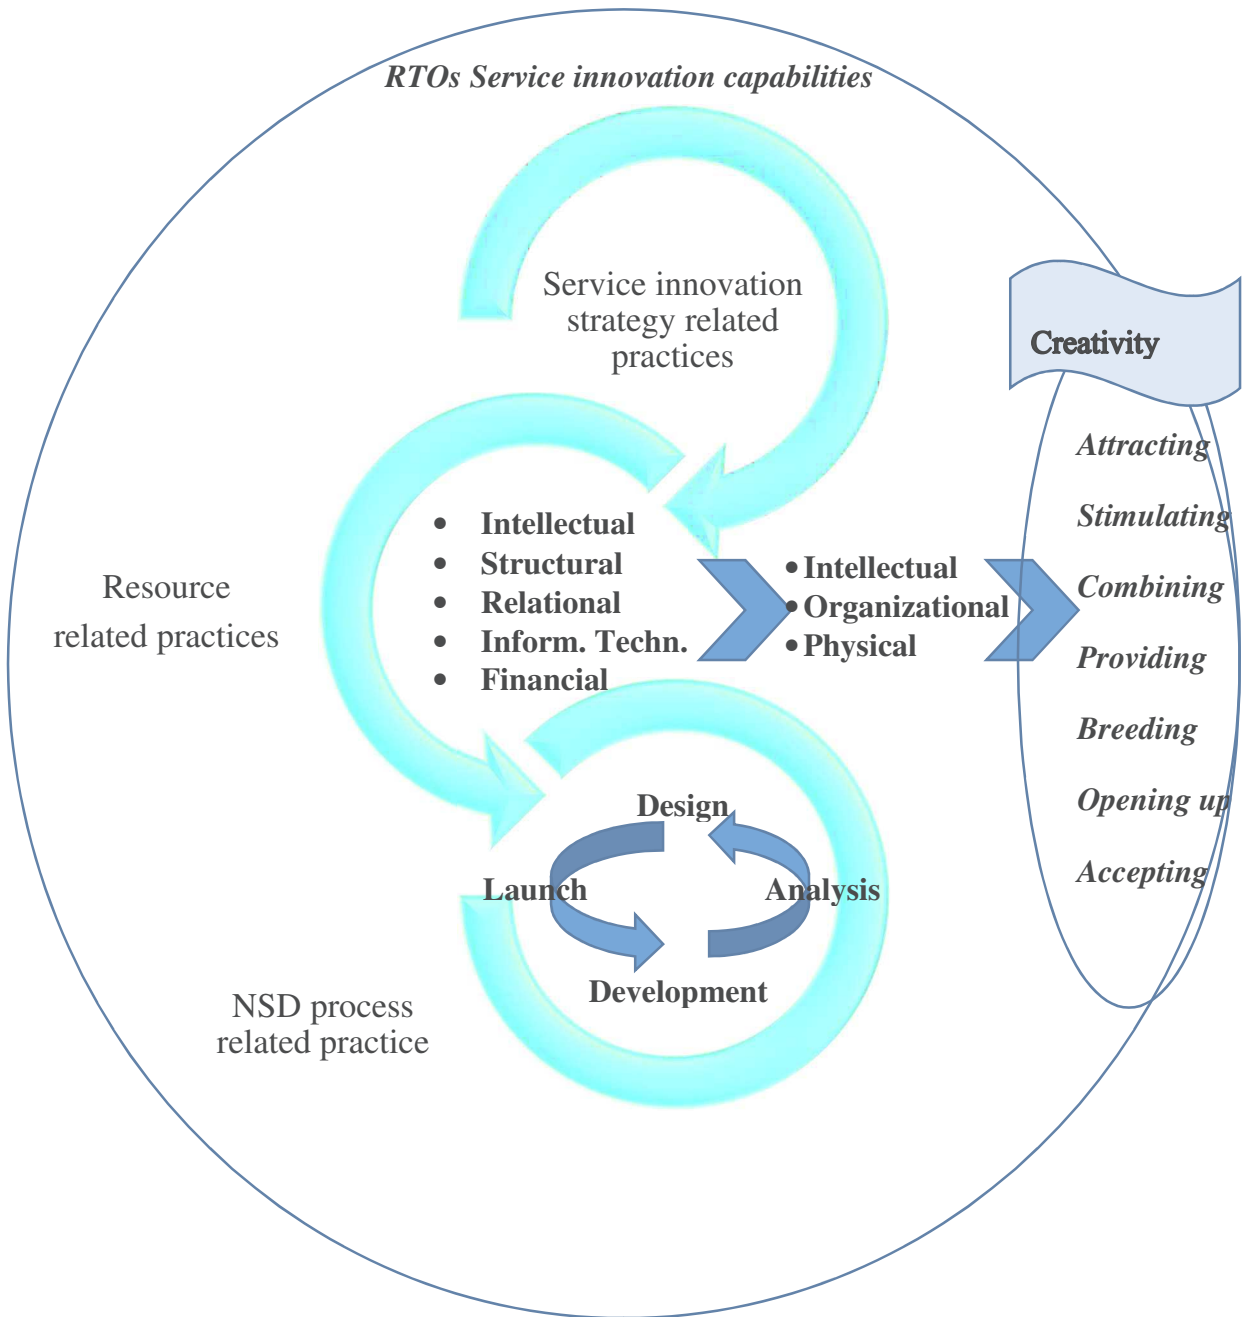 RTOs Service innovation capabilities
Service innovation
strategy related
practices
Creativity
Resource
related practices
• Intellectual
• Structural
• Relational
• Inform. Techn.
• Financial
• Intellectual
• Organizational
• Physical
Attracting
Stimulating
Combining
Providing
Breeding
Opening up
Accepting
Design
Launch
Analysis
Development
NSD process
related practice